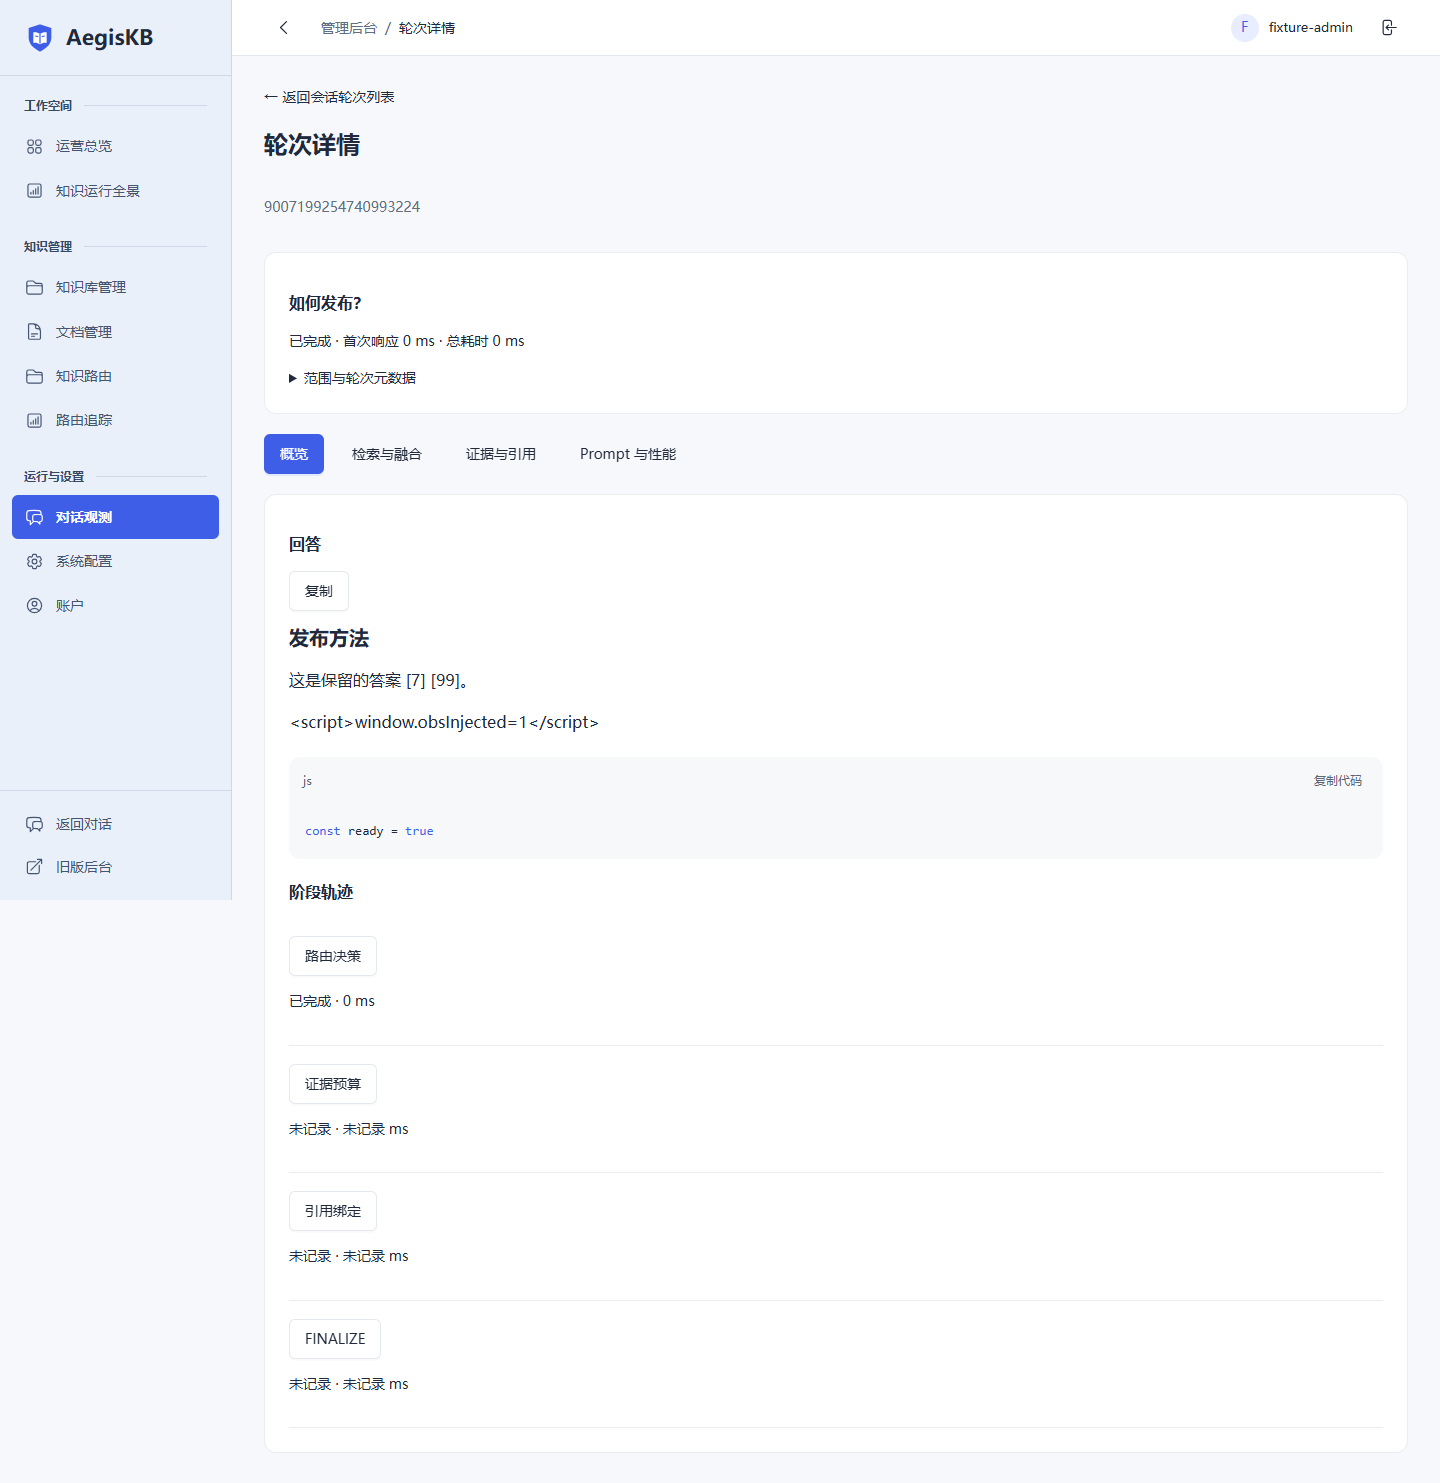 AegisKB
工作空间
运营总览
知识运行全景
知识管理
知识库管理
文档管理
知识路由
路由追踪
运行与设置
对话观测
系统配置
账户
返回对话
旧版后台
管理后台 / 轮次详情
F fixture-admin
← 返回会话轮次列表
轮次详情
9007199254740993224
如何发布?
已完成 · 首次响应 0 ms · 总耗时 0 ms
▶ 范围与轮次元数据
概览 检索与融合 证据与引用 Prompt 与性能
回答
复制
发布方法
这是保留的答案 [7] [99]。
<script>window.obsInjected=1</script>
js 复制代码
const ready = true
阶段轨迹
路由决策
已完成 · 0 ms
证据预算
未记录 · 未记录 ms
引用绑定
未记录 · 未记录 ms
FINALIZE
未记录 · 未记录 ms